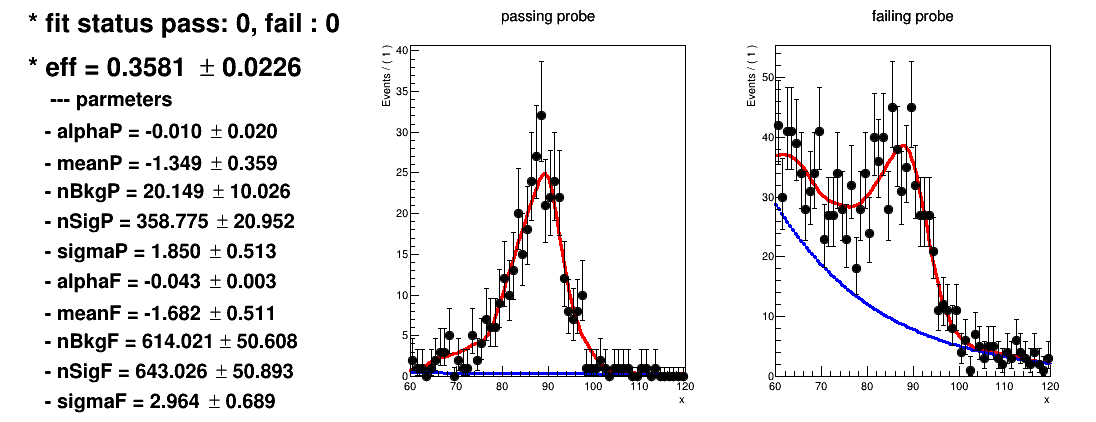 * fit status pass: 0, fail : 0
* eff = 0.3581 ± 0.0226
--- parmeters
- alphaP = -0.010 ± 0.020
- meanP = -1.349 ± 0.359
- nBkgP = 20.149 ± 10.026
- nSigP = 358.775 ± 20.952
- sigmaP = 1.850 ± 0.513
- alphaF = -0.043 ± 0.003
- meanF = -1.682 ± 0.511
- nBkgF = 614.021 ± 50.608
- nSigF = 643.026 ± 50.893
- sigmaF = 2.964 ± 0.689
passing probe
Events / ( 1 )
40
35
30
25
20
15
10
5
0
60 70 80 90 100 110 120
x
failing probe
Events / ( 1 )
50
40
30
20
10
0
60 70 80 90 100 110 120
x